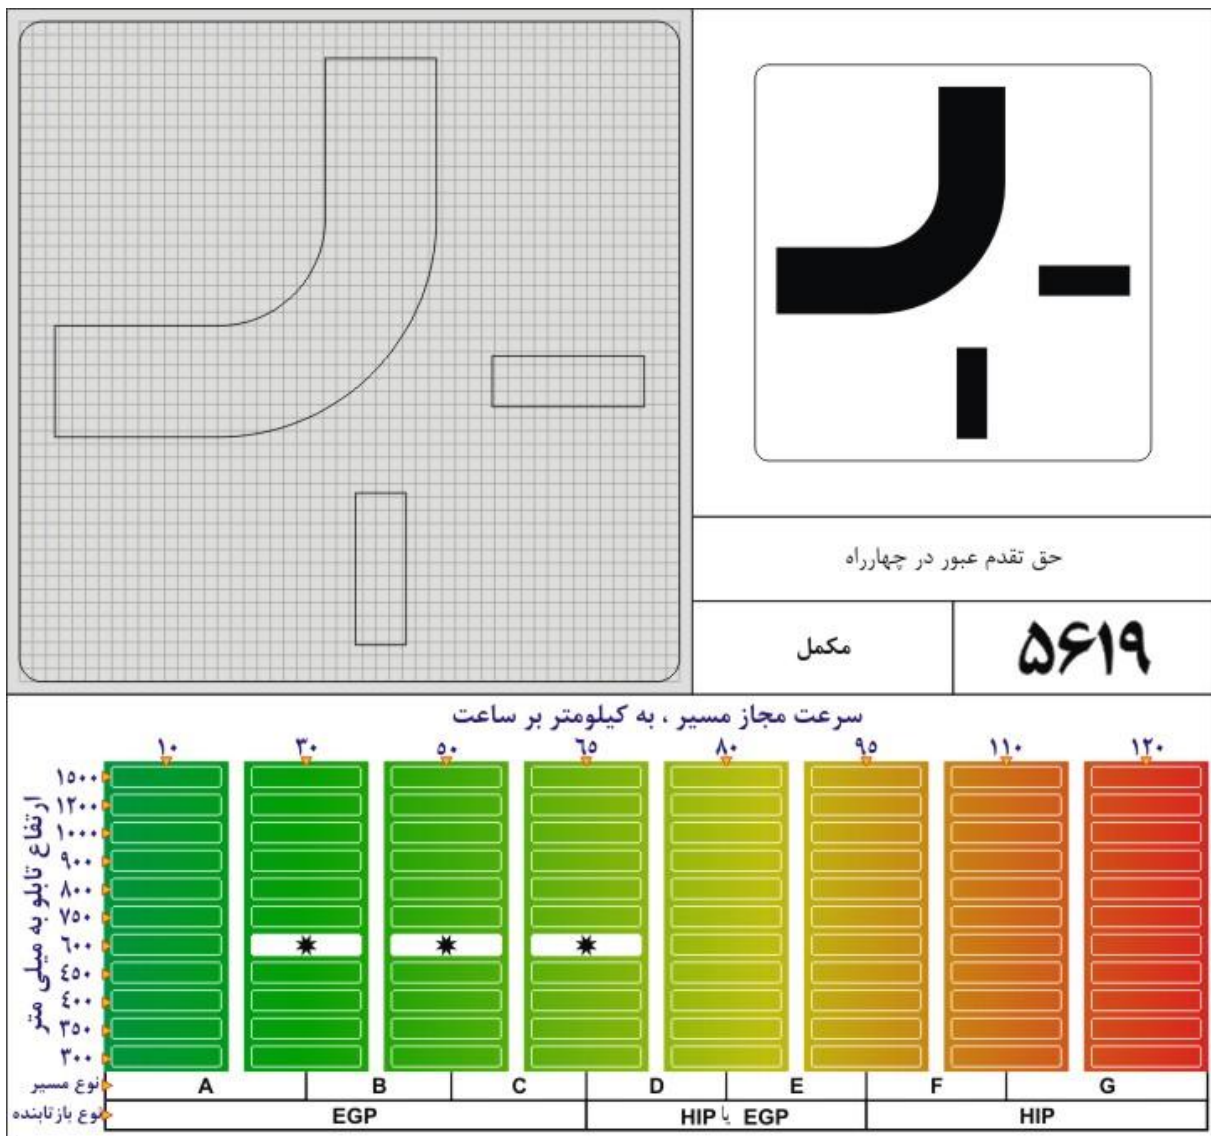 حق تقدم عبور در چهارراه
مکمل
۵۶۱۹
سرعت مجاز مسیر ، به کیلومتر بر ساعت
۱۰ ۳۰ ۵۰ ۶۵ ۸۰ ۹۵ ۱۱۰ ۱۲۰
ارتفاع تابلو به میلی متر
۱۵۰۰
۱۲۰۰
۱۰۰۰
۹۰۰
۸۰۰
۷۵۰
۶۰۰
٤٥۰
٤۰۰
۳۵۰
۳۰۰
نوع مسیر A B C D E F G
نوع بازتابنده EGP HIP یا EGP HIP